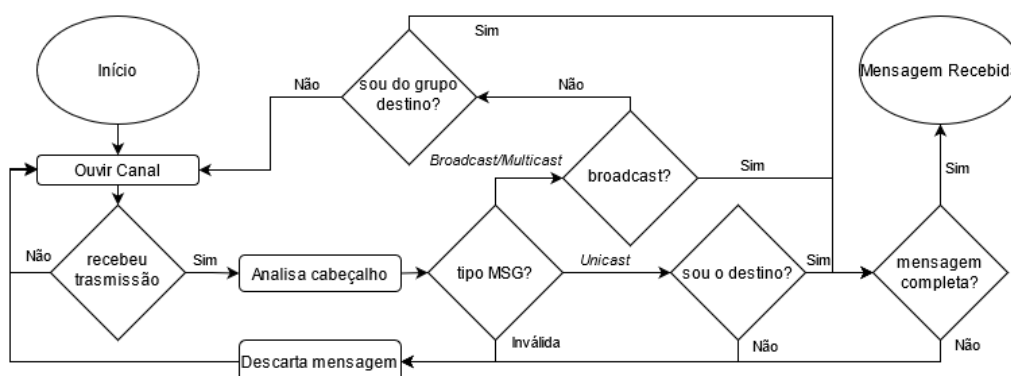 Sim
Início
sou do grupo
destino?
Mensagem Recebida
Não
Não
Ouvir Canal
Broadcast/Multicast
broadcast?
Sim
Sim
Não
recebeu
trasmissão
Sim
Analisa cabeçalho
tipo MSG?
Unicast
sou o destino?
Sim
mensagem
completa?
Inválida
Não
Não
Descarta mensagem